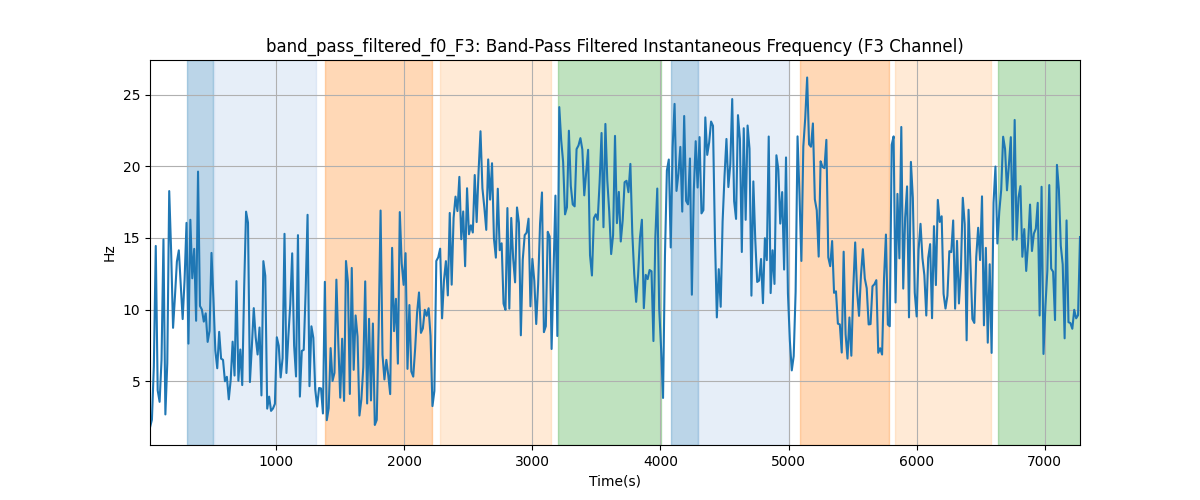 band_pass_filtered_f0_F3: Band-Pass Filtered Instantaneous Frequency (F3 Channel)
25
20
15
10
5
Hz
1000 2000 3000 4000 5000 6000 7000
Time(s)